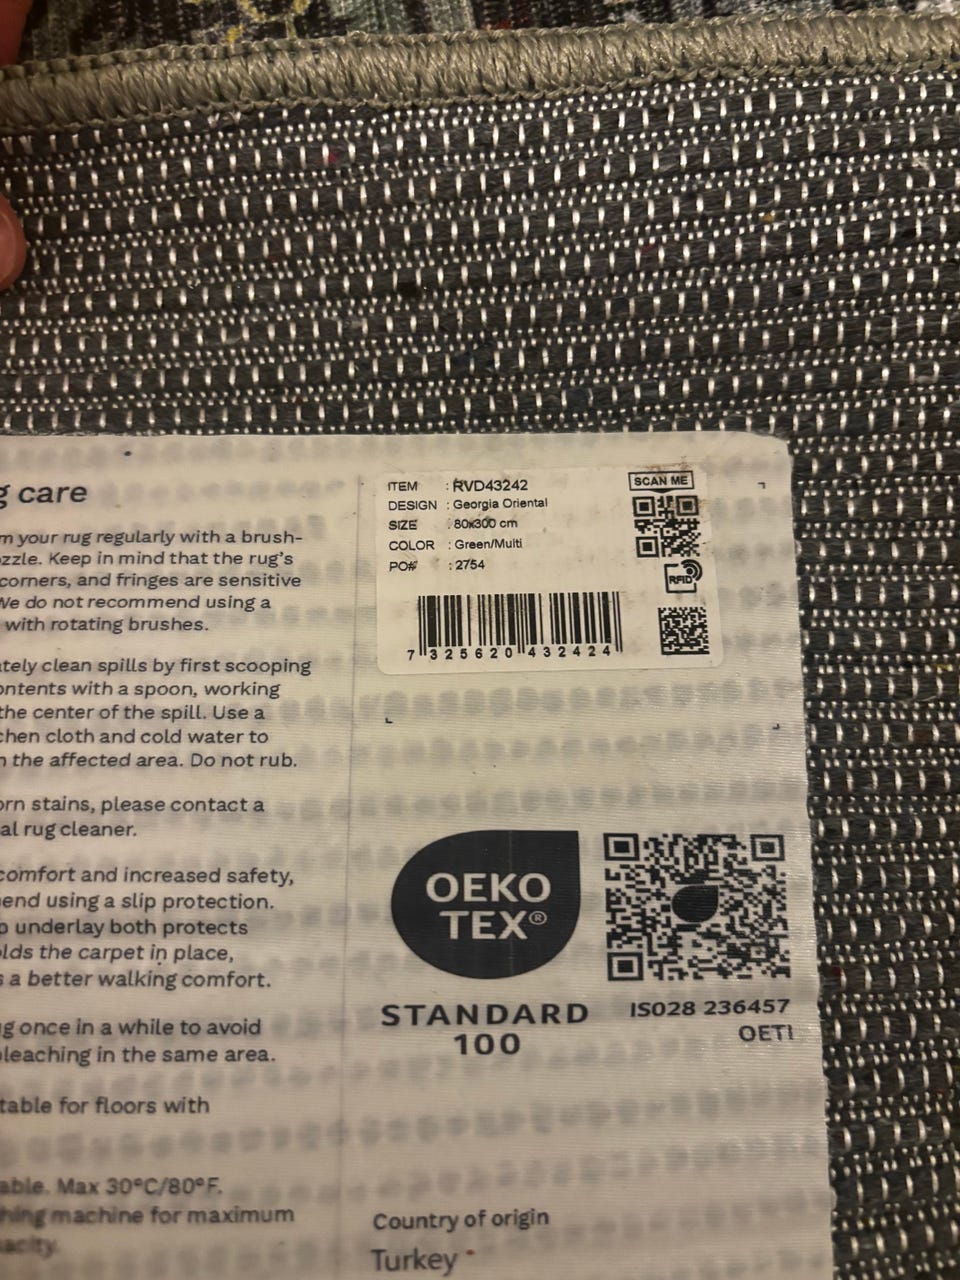 g care
m your rug regularly with a brush-
zzle. Keep in mind that the rug's
corners, and fringes are sensitive
We do not recommend using a
with rotating brushes.
ately clean spills by first scooping
ontents with a spoon, working
the center of the spill. Use a
chen cloth and cold water to
n the affected area. Do not rub.
orn stains, please contact a
al rug cleaner.
comfort and increased safety,
end using a slip protection.
p underlay both protects
lds the carpet in place,
s a better walking comfort.
ug once in a while to avoid
bleaching in the same area.
table for floors with
able. Max 30°C/80°F.
hing machine for maximum
acity.
ITEM : RVD43242
DESIGN : Georgia Oriental
SIZE : 80x300 cm
COLOR : Green/Multi
PO# : 2754
7 325620 432424
SCAN ME
RFID
OEKO
TEX®
STANDARD
100
IS028 236457
OETI
Country of origin
Turkey